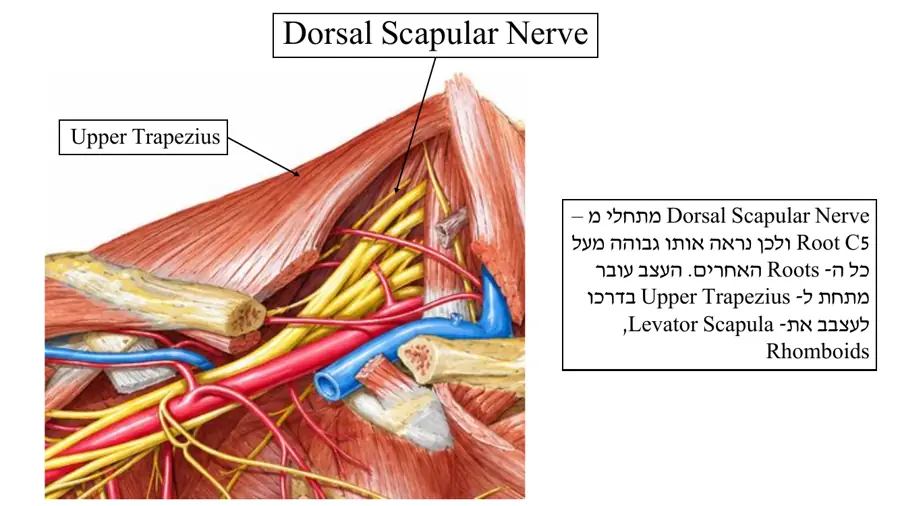 Dorsal Scapular Nerve
Upper Trapezius
Dorsal Scapular Nerve מתחלי מ –
Root C5 ולכן נראה אותו גבוהה מעל
כל ה- Roots האחרים. העצב עובר
מתחת ל- Upper Trapezius בדרכו
לעצבב את- Levator Scapula,
Rhomboids